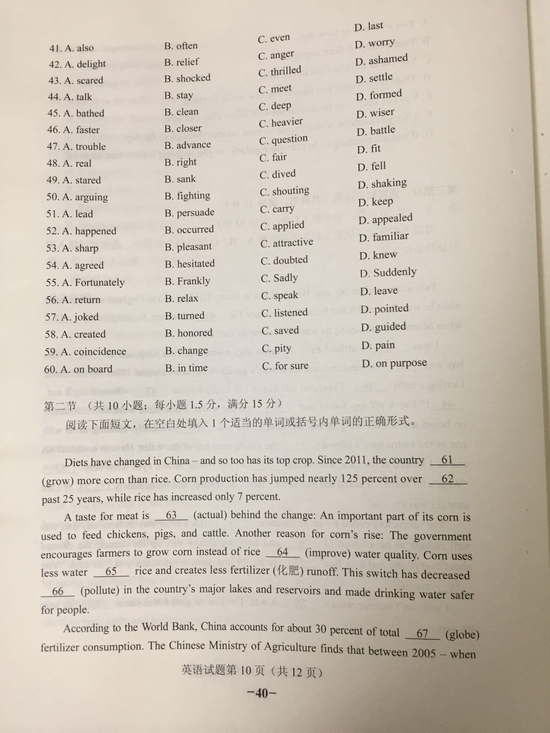 41. A. also B. often C. even D. last
42. A. delight B. relief C. anger D. worry
43. A. scared B. shocked C. thrilled D. ashamed
44. A. talk B. stay C. meet D. settle
45. A. bathed B. clean C. deep D. formed
46. A. faster B. closer C. heavier D. wiser
47. A. trouble B. advance C. question D. battle
48. A. real B. right C. fair D. fit
49. A. stared B. sank C. dived D. fell
50. A. arguing B. fighting C. shouting D. shaking
51. A. lead B. persuade C. carry D. keep
52. A. happened B. occurred C. applied D. appealed
53. A. sharp B. pleasant C. attractive D. familiar
54. A. agreed B. hesitated C. doubted D. knew
55. A. Fortunately B. Frankly C. Sadly D. Suddenly
56. A. return B. relax C. speak D. leave
57. A. joked B. turned C. listened D. pointed
58. A. created B. honored C. saved D. guided
59. A. coincidence B. change C. pity D. pain
60. A. on board B. in time C. for sure D. on purpose
第二节 (共 10 小题；每小题 1.5 分，满分 15 分)
阅读下面短文，在空白处填入 1 个适当的单词或括号内单词的正确形式。
Diets have changed in China – and so too has its top crop. Since 2011, the country 61
(grow) more corn than rice. Corn production has jumped nearly 125 percent over 62
past 25 years, while rice has increased only 7 percent.
A taste for meat is 63 (actual) behind the change: An important part of its corn is
used to feed chickens, pigs, and cattle. Another reason for corn's rise: The government
encourages farmers to grow corn instead of rice 64 (improve) water quality. Corn uses
less water 65 rice and creates less fertilizer (化肥) runoff. This switch has decreased
66 (pollute) in the country's major lakes and reservoirs and made drinking water safer
for people.
According to the World Bank, China accounts for about 30 percent of total 67 (globe)
fertilizer consumption. The Chinese Ministry of Agriculture finds that between 2005 – when
英语试题第 10 页（共 12 页）
-40-